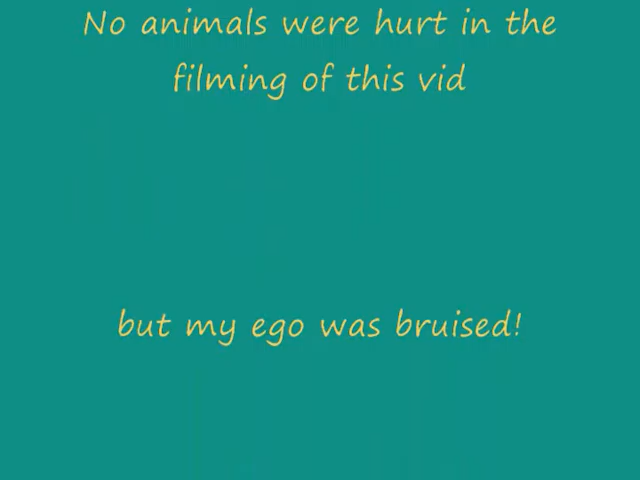 No animals were hurt in the
filming of this vid
but my ego was bruised!